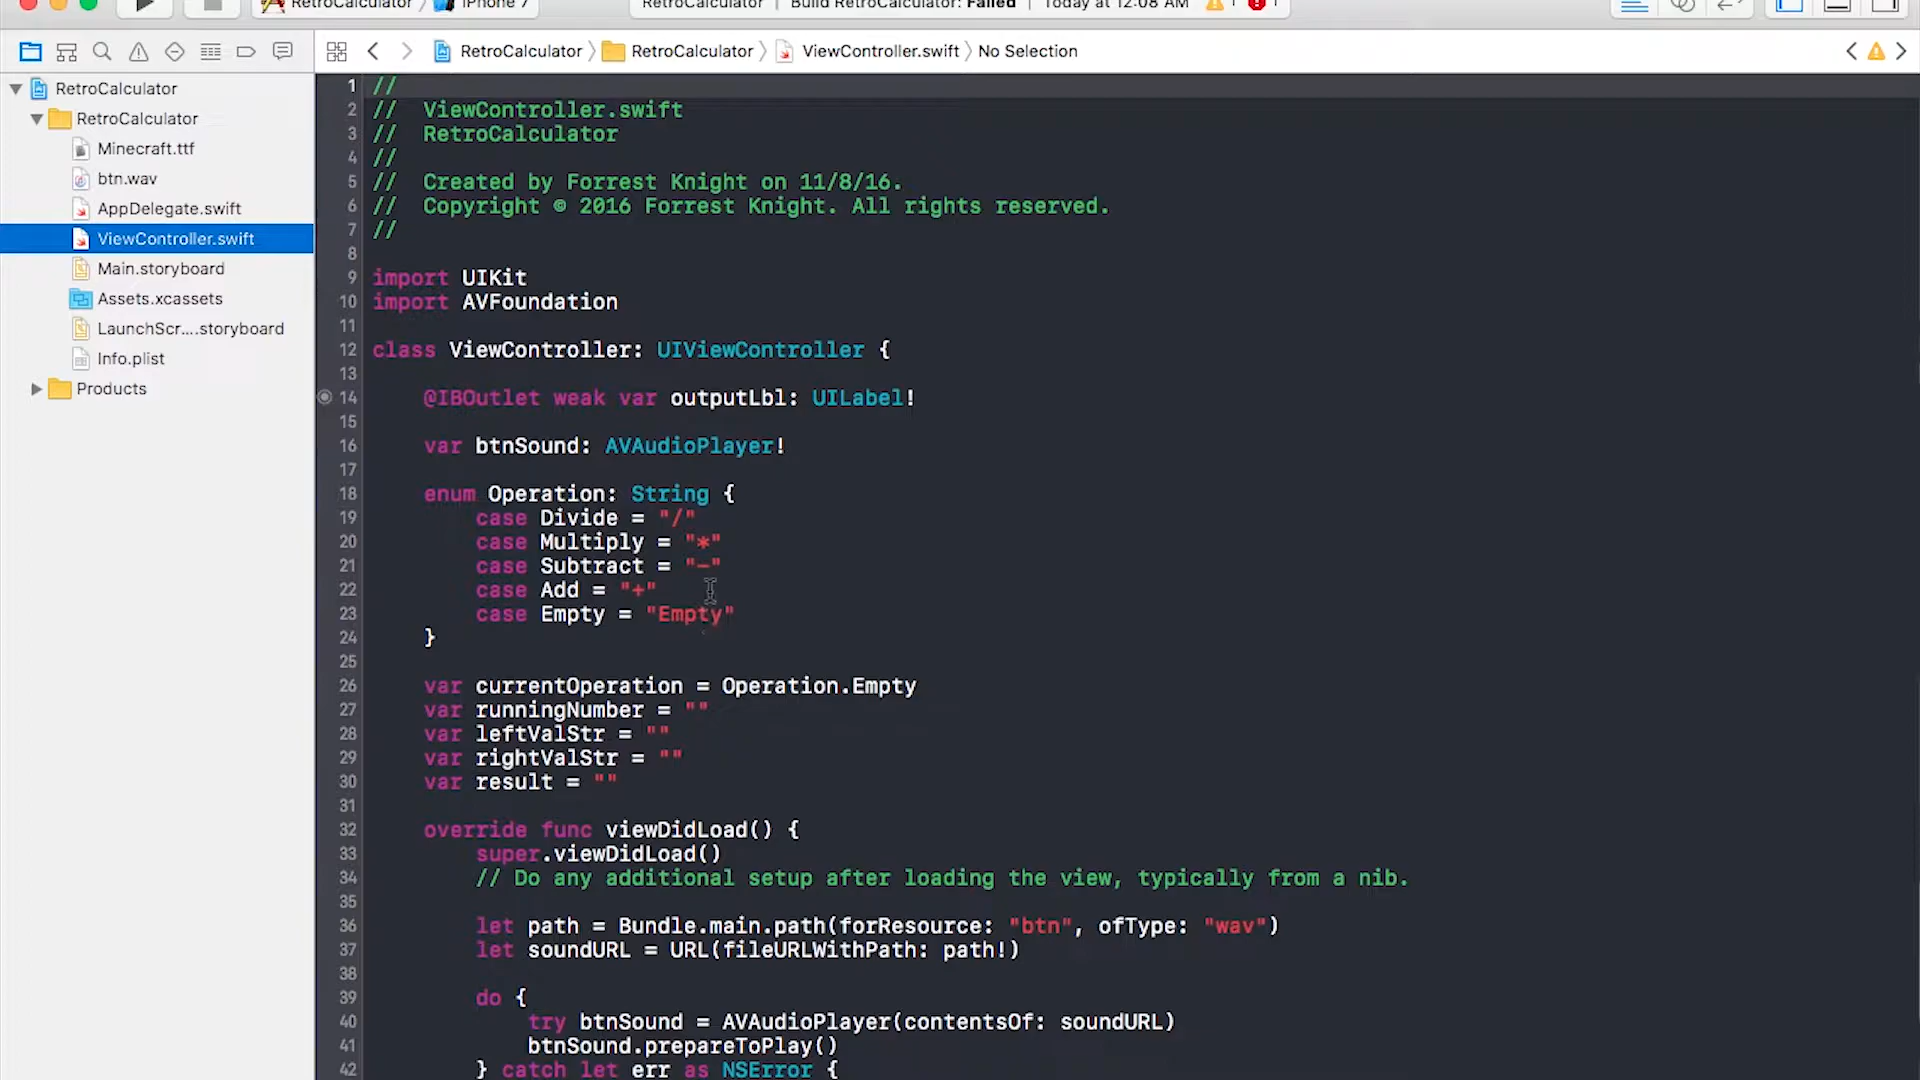 RetroCalculator iPhone 7 RetroCalculator Build RetroCalculator: Failed Today at 12:08 AM 1 1
RetroCalculator RetroCalculator ViewController.swift No Selection
RetroCalculator
RetroCalculator
Minecraft.ttf
btn.wav
AppDelegate.swift
ViewController.swift
Main.storyboard
Assets.xcassets
LaunchScr....storyboard
Info.plist
Products
1 //
2 // ViewController.swift
3 // RetroCalculator
4 //
5 // Created by Forrest Knight on 11/8/16.
6 // Copyright © 2016 Forrest Knight. All rights reserved.
7 //
8
9 import UIKit
10 import AVFoundation
11
12 class ViewController: UIViewController {
13
14 @IBOutlet weak var outputLbl: UILabel!
15
16 var btnSound: AVAudioPlayer!
17
18 enum Operation: String {
19 case Divide = "/"
20 case Multiply = "*"
21 case Subtract = "-"
22 case Add = "+"
23 case Empty = "Empty"
24 }
25
26 var currentOperation = Operation.Empty
27 var runningNumber = ""
28 var leftValStr = ""
29 var rightValStr = ""
30 var result = ""
31
32 override func viewDidLoad() {
33 super.viewDidLoad()
34 // Do any additional setup after loading the view, typically from a nib.
35
36 let path = Bundle.main.path(forResource: "btn", ofType: "wav")
37 let soundURL = URL(fileURLWithPath: path!)
38
39 do {
40 try btnSound = AVAudioPlayer(contentsOf: soundURL)
41 btnSound.prepareToPlay()
42 } catch let err as NSError {